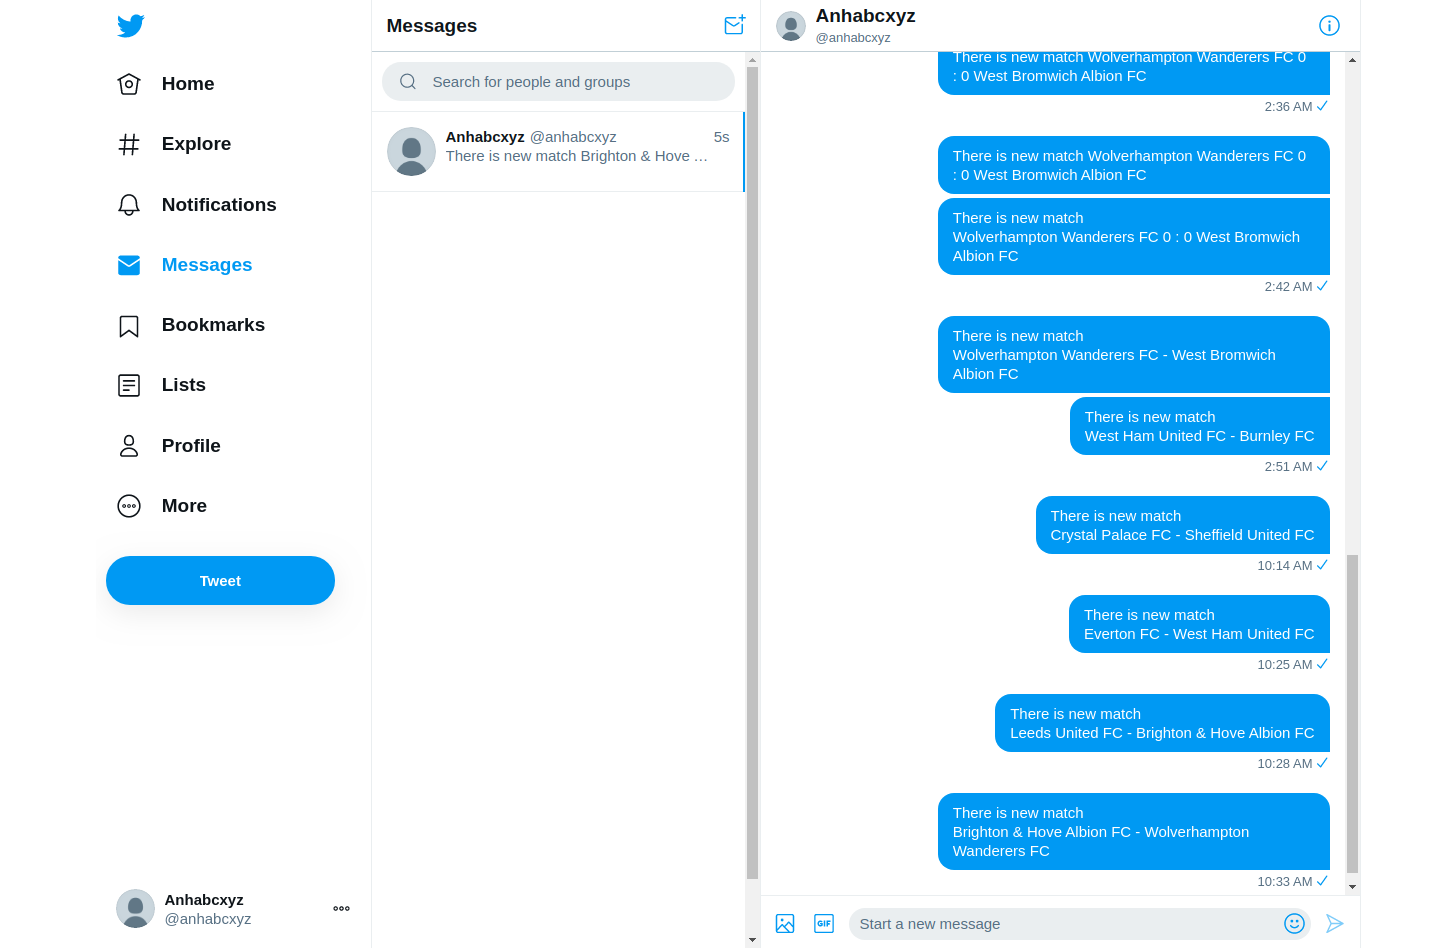 Home
Explore
Notifications
Messages
Bookmarks
Lists
Profile
More
Tweet
Anhabcxyz
@anhabcxyz
Messages
Search for people and groups
Anhabcxyz @anhabcxyz 5s
There is new match Brighton & Hove ...
Anhabcxyz
@anhabcxyz
There is new match Wolverhampton Wanderers FC 0
: 0 West Bromwich Albion FC
2:36 AM
There is new match Wolverhampton Wanderers FC 0
: 0 West Bromwich Albion FC
There is new match
Wolverhampton Wanderers FC 0 : 0 West Bromwich
Albion FC
2:42 AM
There is new match
Wolverhampton Wanderers FC - West Bromwich
Albion FC
There is new match
West Ham United FC - Burnley FC
2:51 AM
There is new match
Crystal Palace FC - Sheffield United FC
10:14 AM
There is new match
Everton FC - West Ham United FC
10:25 AM
There is new match
Leeds United FC - Brighton & Hove Albion FC
10:28 AM
There is new match
Brighton & Hove Albion FC - Wolverhampton
Wanderers FC
10:33 AM
GIF
Start a new message